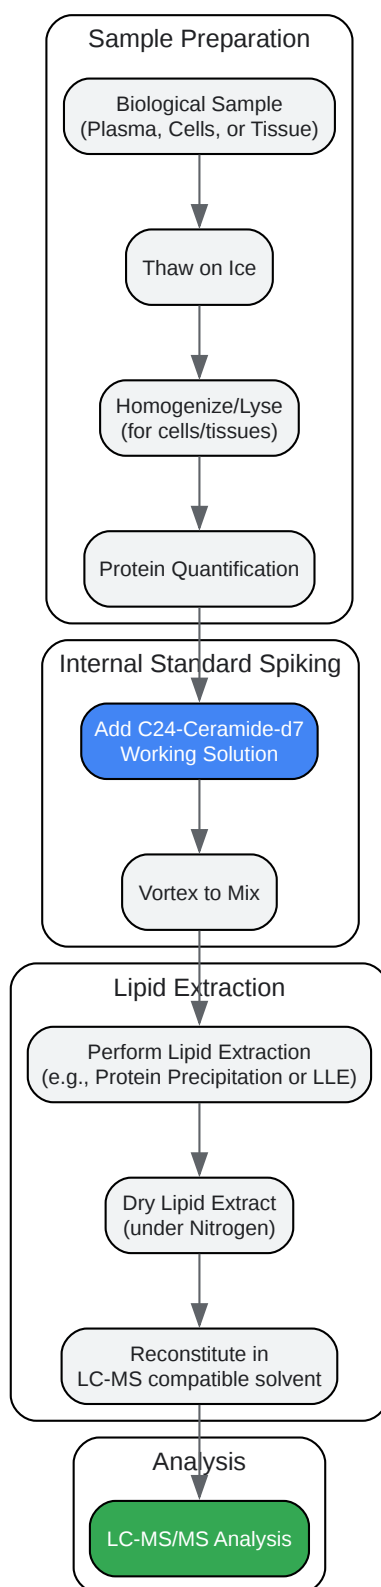 Sample Preparation
Biological Sample
(Plasma, Cells, or Tissue)
Thaw on Ice
Homogenize/Lyse
(for cells/tissues)
Protein Quantification
Internal Standard Spiking
Add C24-Ceramide-d7
Working Solution
Vortex to Mix
Lipid Extraction
Perform Lipid Extraction
(e.g., Protein Precipitation or LLE)
Dry Lipid Extract
(under Nitrogen)
Reconstitute in
LC-MS compatible solvent
Analysis
LC-MS/MS Analysis